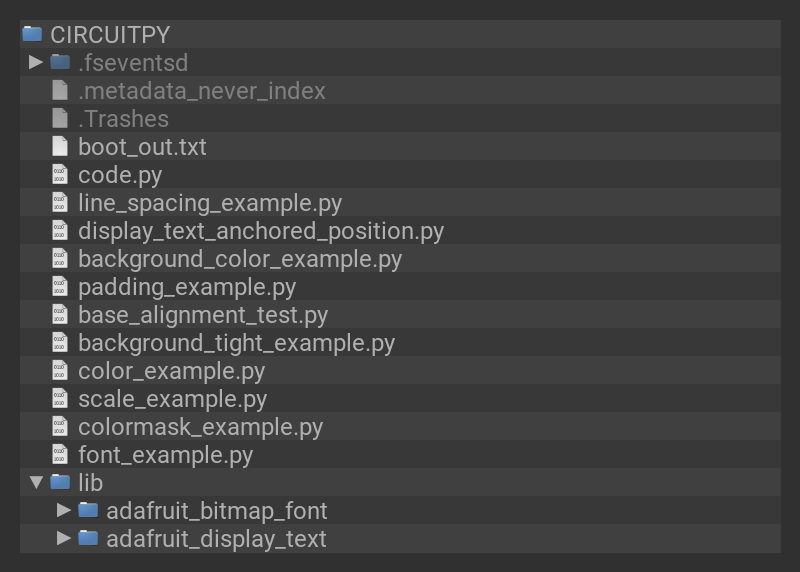 CIRCUITPY
.fseventsd
.metadata_never_index
.Trashes
boot_out.txt
code.py
line_spacing_example.py
display_text_anchored_position.py
background_color_example.py
padding_example.py
base_alignment_test.py
background_tight_example.py
color_example.py
scale_example.py
colormask_example.py
font_example.py
lib
adafruit_bitmap_font
adafruit_display_text